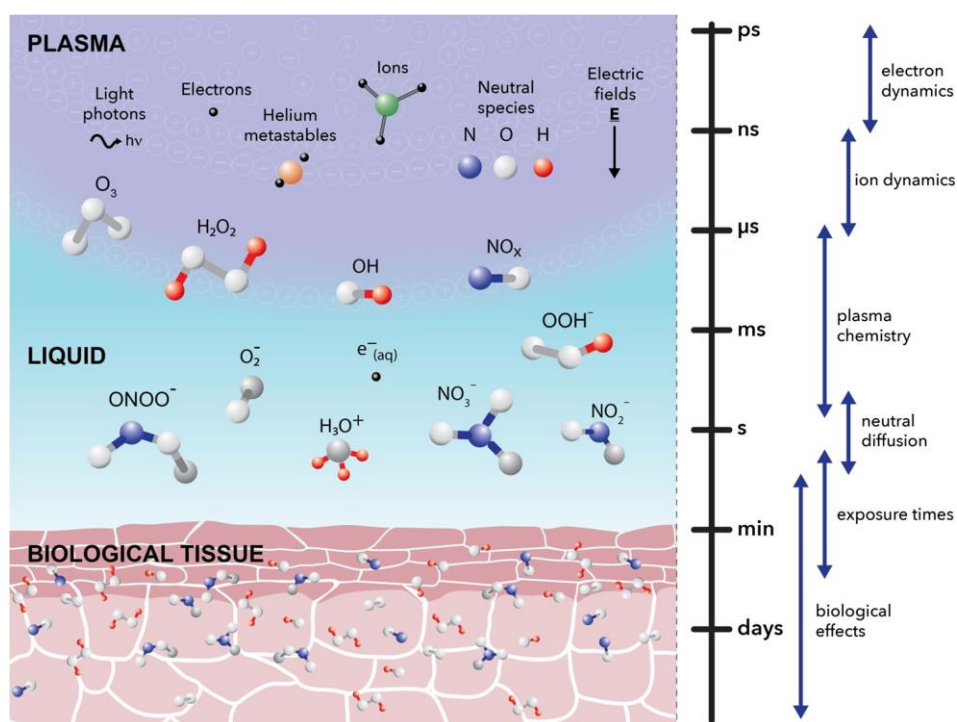 PLASMA
Light
photons
hν
Electrons
Helium
metastables
Ions
Neutral
species
N O H
Electric
fields
E
O₃
H₂O₂
OH
NOₓ
LIQUID
OOH⁻
O₂⁻
e⁻(aq)
ONOO⁻
H₃O⁺
NO₃⁻
NO₂⁻
BIOLOGICAL TISSUE
ps
ns
µs
ms
s
min
days
electron
dynamics
ion dynamics
plasma
chemistry
neutral
diffusion
exposure times
biological
effects